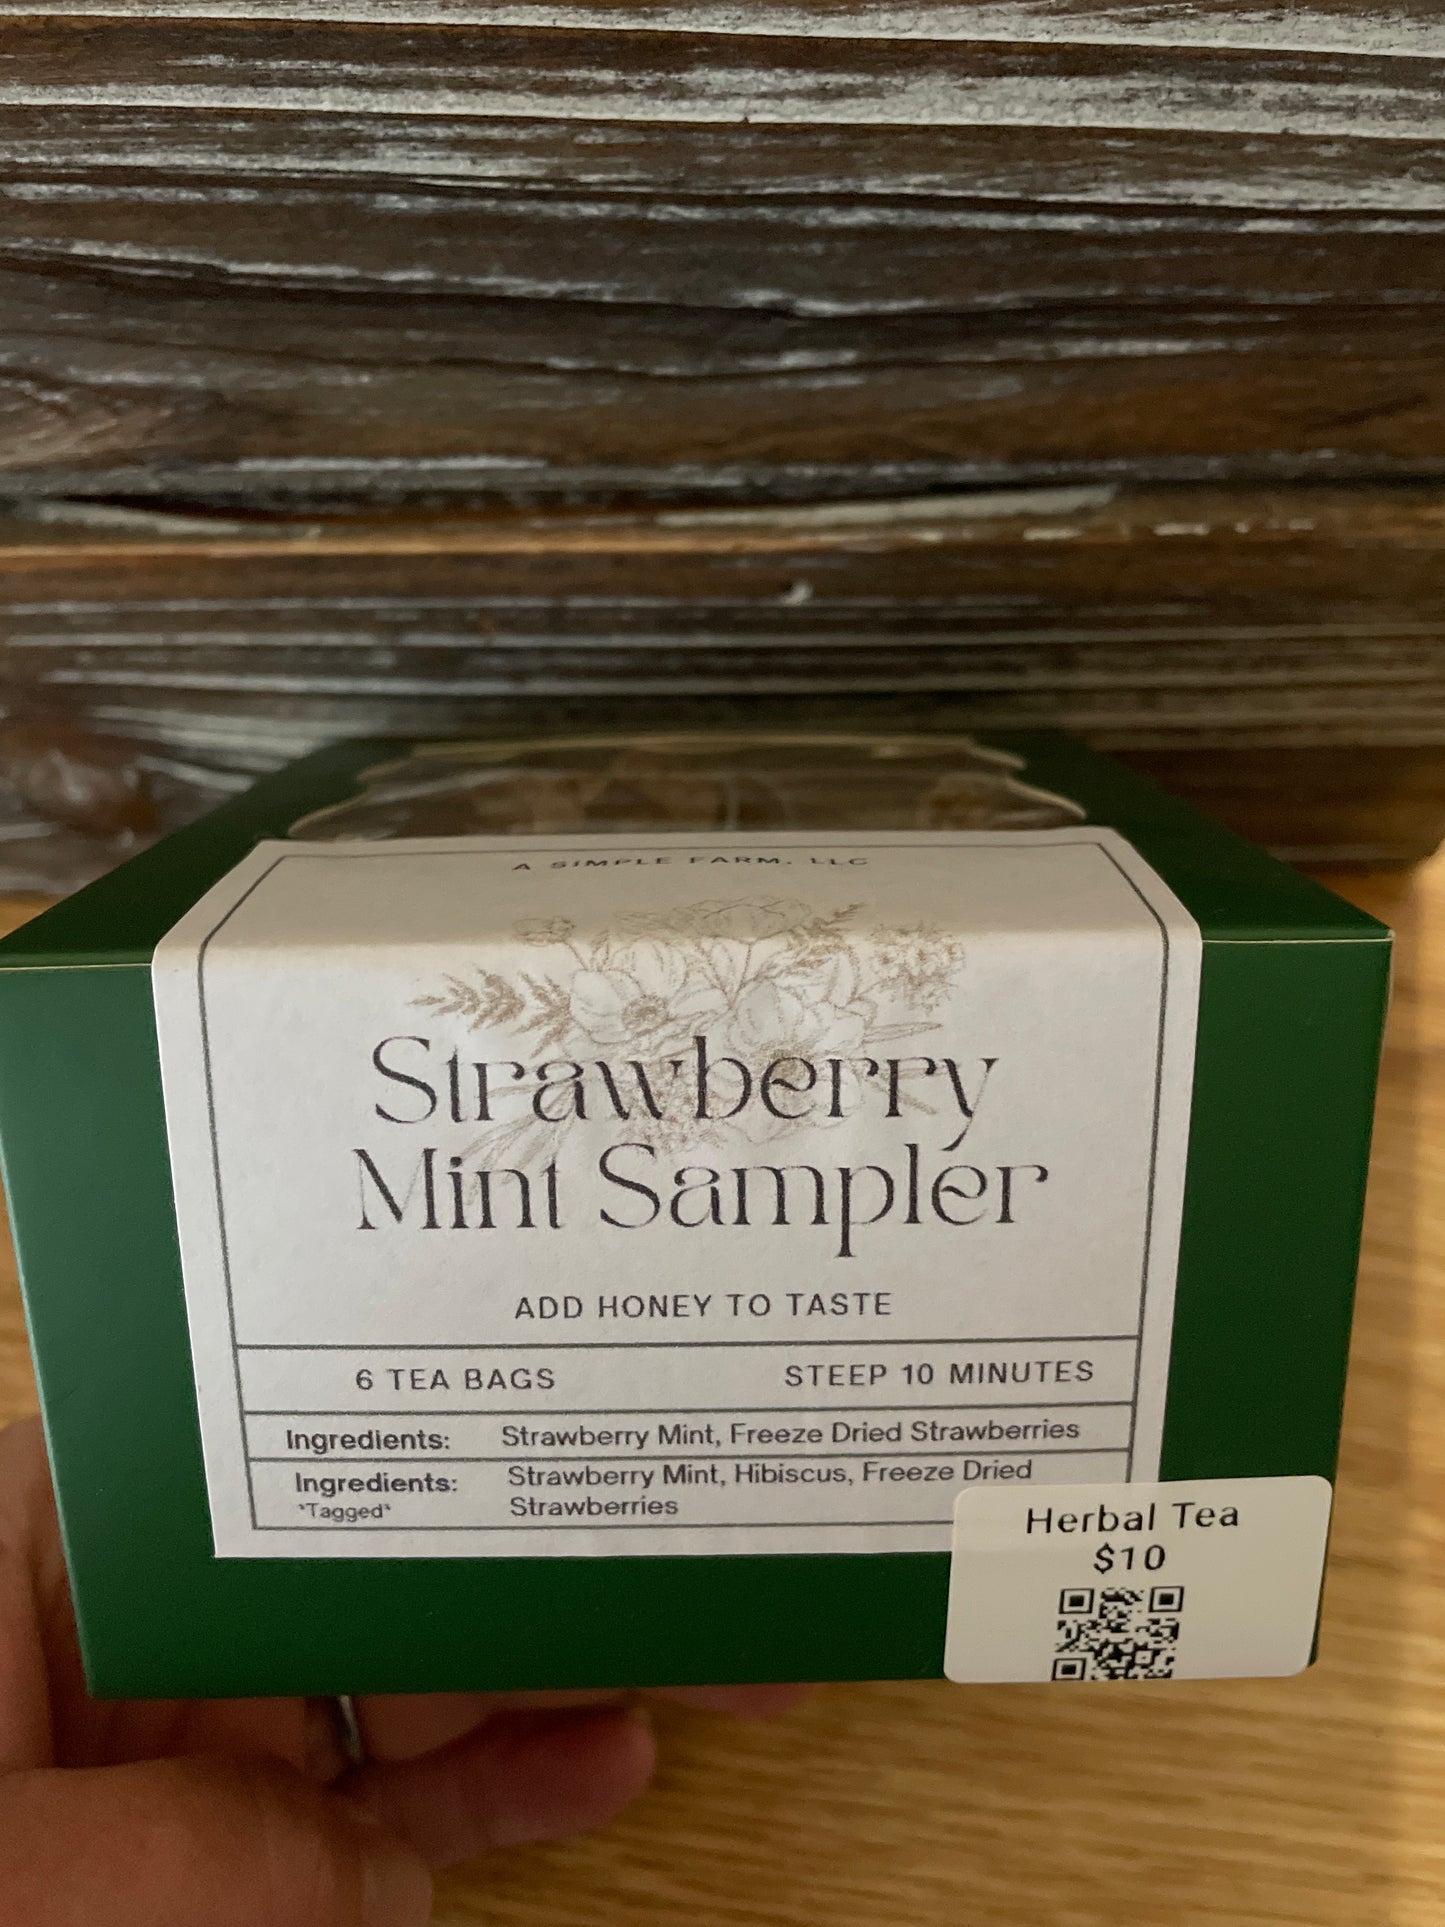 A SIMPLE FARM, LLC
Strawberry
Mint Sampler
ADD HONEY TO TASTE
6 TEA BAGS STEEP 10 MINUTES
Ingredients: Strawberry Mint, Freeze Dried Strawberries
Ingredients: Strawberry Mint, Hibiscus, Freeze Dried
*Tagged* Strawberries
Herbal Tea
$10